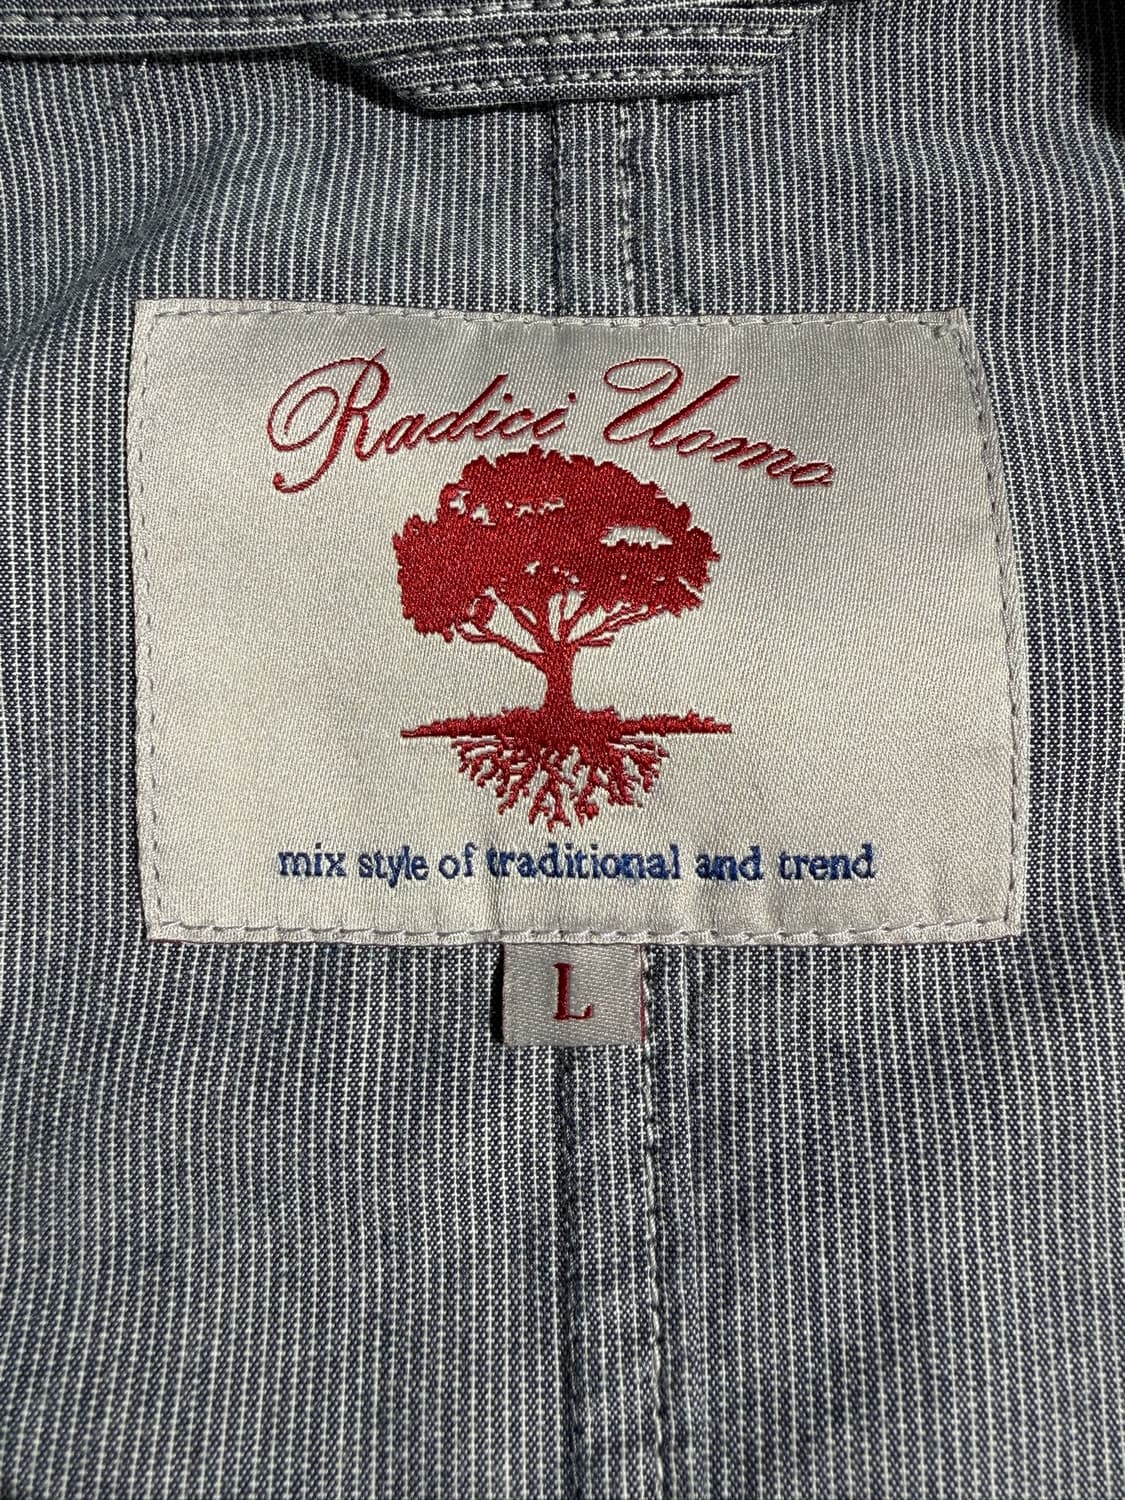 Radici Uomo
mix style of traditional and trend
L